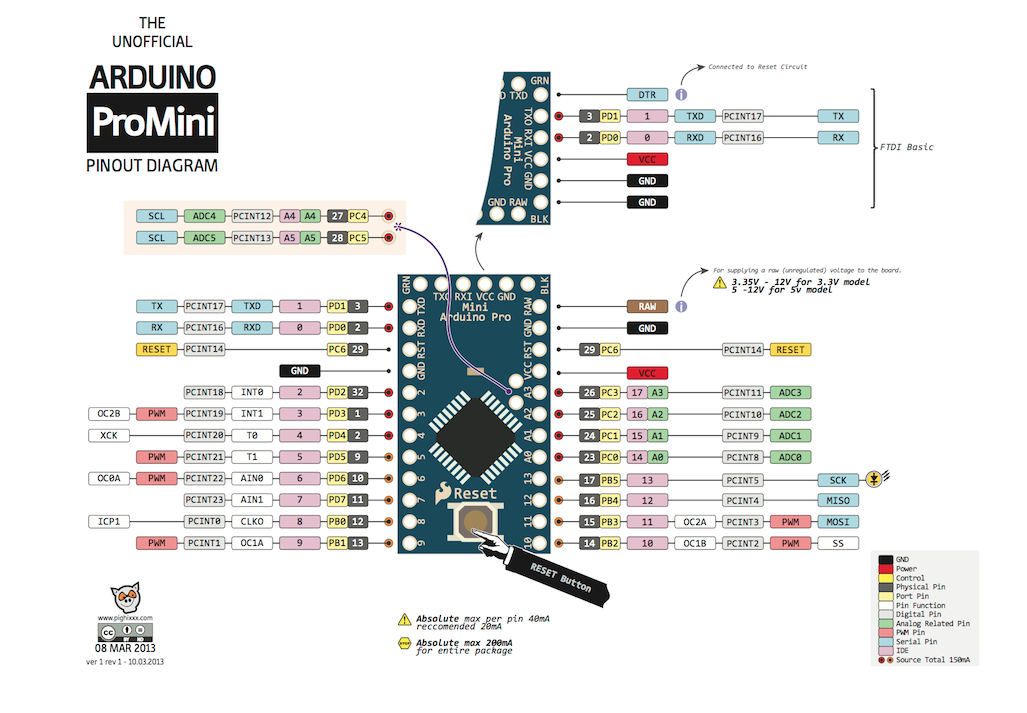 THE
UNOFFICIAL
ARDUINO
ProMini
PINOUT DIAGRAM
GRN
D TXD
TXO RXI VCC GND
Mini
Arduino Pro
GND RAW
BLK
Connected to Reset Circuit
DTR i
3 PD1 1 TXD PCINT17 TX
2 PD0 0 RXD PCINT16 RX
VCC
GND
GND
FTDI Basic
SCL ADC4 PCINT12 A4 A4 27 PC4
SCL ADC5 PCINT13 A5 A5 28 PC5
For supplying a raw (unregulated) voltage to the board.
3.35V - 12V for 3.3V model
5 -12V for 5V model
TX PCINT17 TXD 1 PD1 3
RX PCINT16 RXD 0 PD0 2
RESET PCINT14 PC6 29
GND
PCINT18 INT0 2 PD2 32
OC2B PWM PCINT19 INT1 3 PD3 1
XCK PCINT20 T0 4 PD4 2
PWM PCINT21 T1 5 PD5 9
OC0A PWM PCINT22 AIN0 6 PD6 10
PCINT23 AIN1 7 PD7 11
ICP1 PCINT0 CLKO 8 PB0 12
PWM PCINT1 OC1A 9 PB1 13
GRN
BLK
TXO RXI VCC GND
Mini
Arduino Pro
TXD
RXD
RST
GND
2
3
4
5
6
7
8
9
RAW
GND
RST
VCC
A3
A2
A1
A0
13
12
11
10
Reset
RESET Button
RAW i
GND
29 PC6 PCINT14 RESET
VCC
26 PC3 17 A3 PCINT11 ADC3
25 PC2 16 A2 PCINT10 ADC2
24 PC1 15 A1 PCINT9 ADC1
23 PC0 14 A0 PCINT8 ADC0
17 PB5 13 PCINT5 SCK
16 PB4 12 PCINT4 MISO
15 PB3 11 OC2A PCINT3 PWM MOSI
14 PB2 10 OC1B PCINT2 PWM SS
GND
Power
Control
Physical Pin
Port Pin
Pin Function
Digital Pin
Analog Related Pin
PWM Pin
Serial Pin
IDE
Source Total 150mA
Absolute max per pin 40mA
reccomended 20mA
Absolute max 200mA
for entire package
www.pighixxx.com
cc
BY ND
08 MAR 2013
ver 1 rev 1 - 10.03.2013